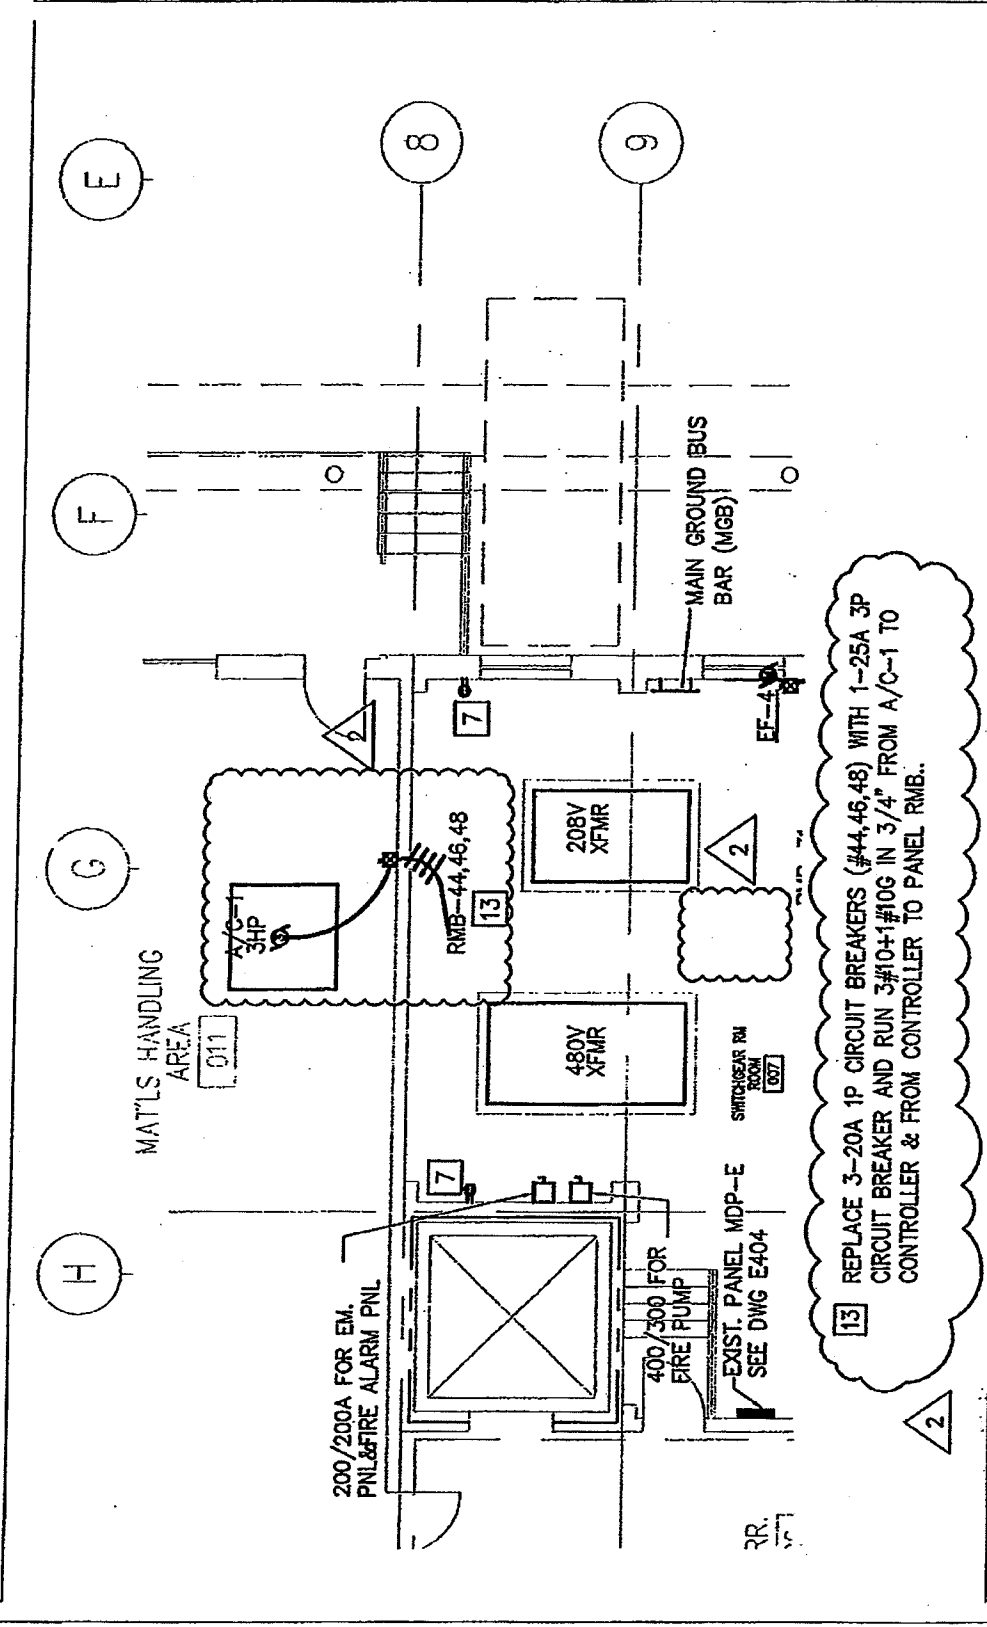 E
F
G
H
8
9
MAT'LS HANDLING
AREA
011
A/C-1
3HP
2
RMB-44,46,48
13
7
208V
XFMR
2
480V
XFMR
MAIN GROUND BUS
BAR (MGB)
EF-4
SWITCHGEAR RM
ROOM
007
7
200/200A FOR EM.
PNL&FIRE ALARM PNL
400/300 FOR
FIRE PUMP
EXIST. PANEL MDP-E
SEE DWG E404
RR.
13 REPLACE 3-20A 1P CIRCUIT BREAKERS (#44,46,48) WITH 1-25A 3P
CIRCUIT BREAKER AND RUN 3#10+1#10G IN 3/4" FROM A/C-1 TO
CONTROLLER & FROM CONTROLLER TO PANEL RMB..
2